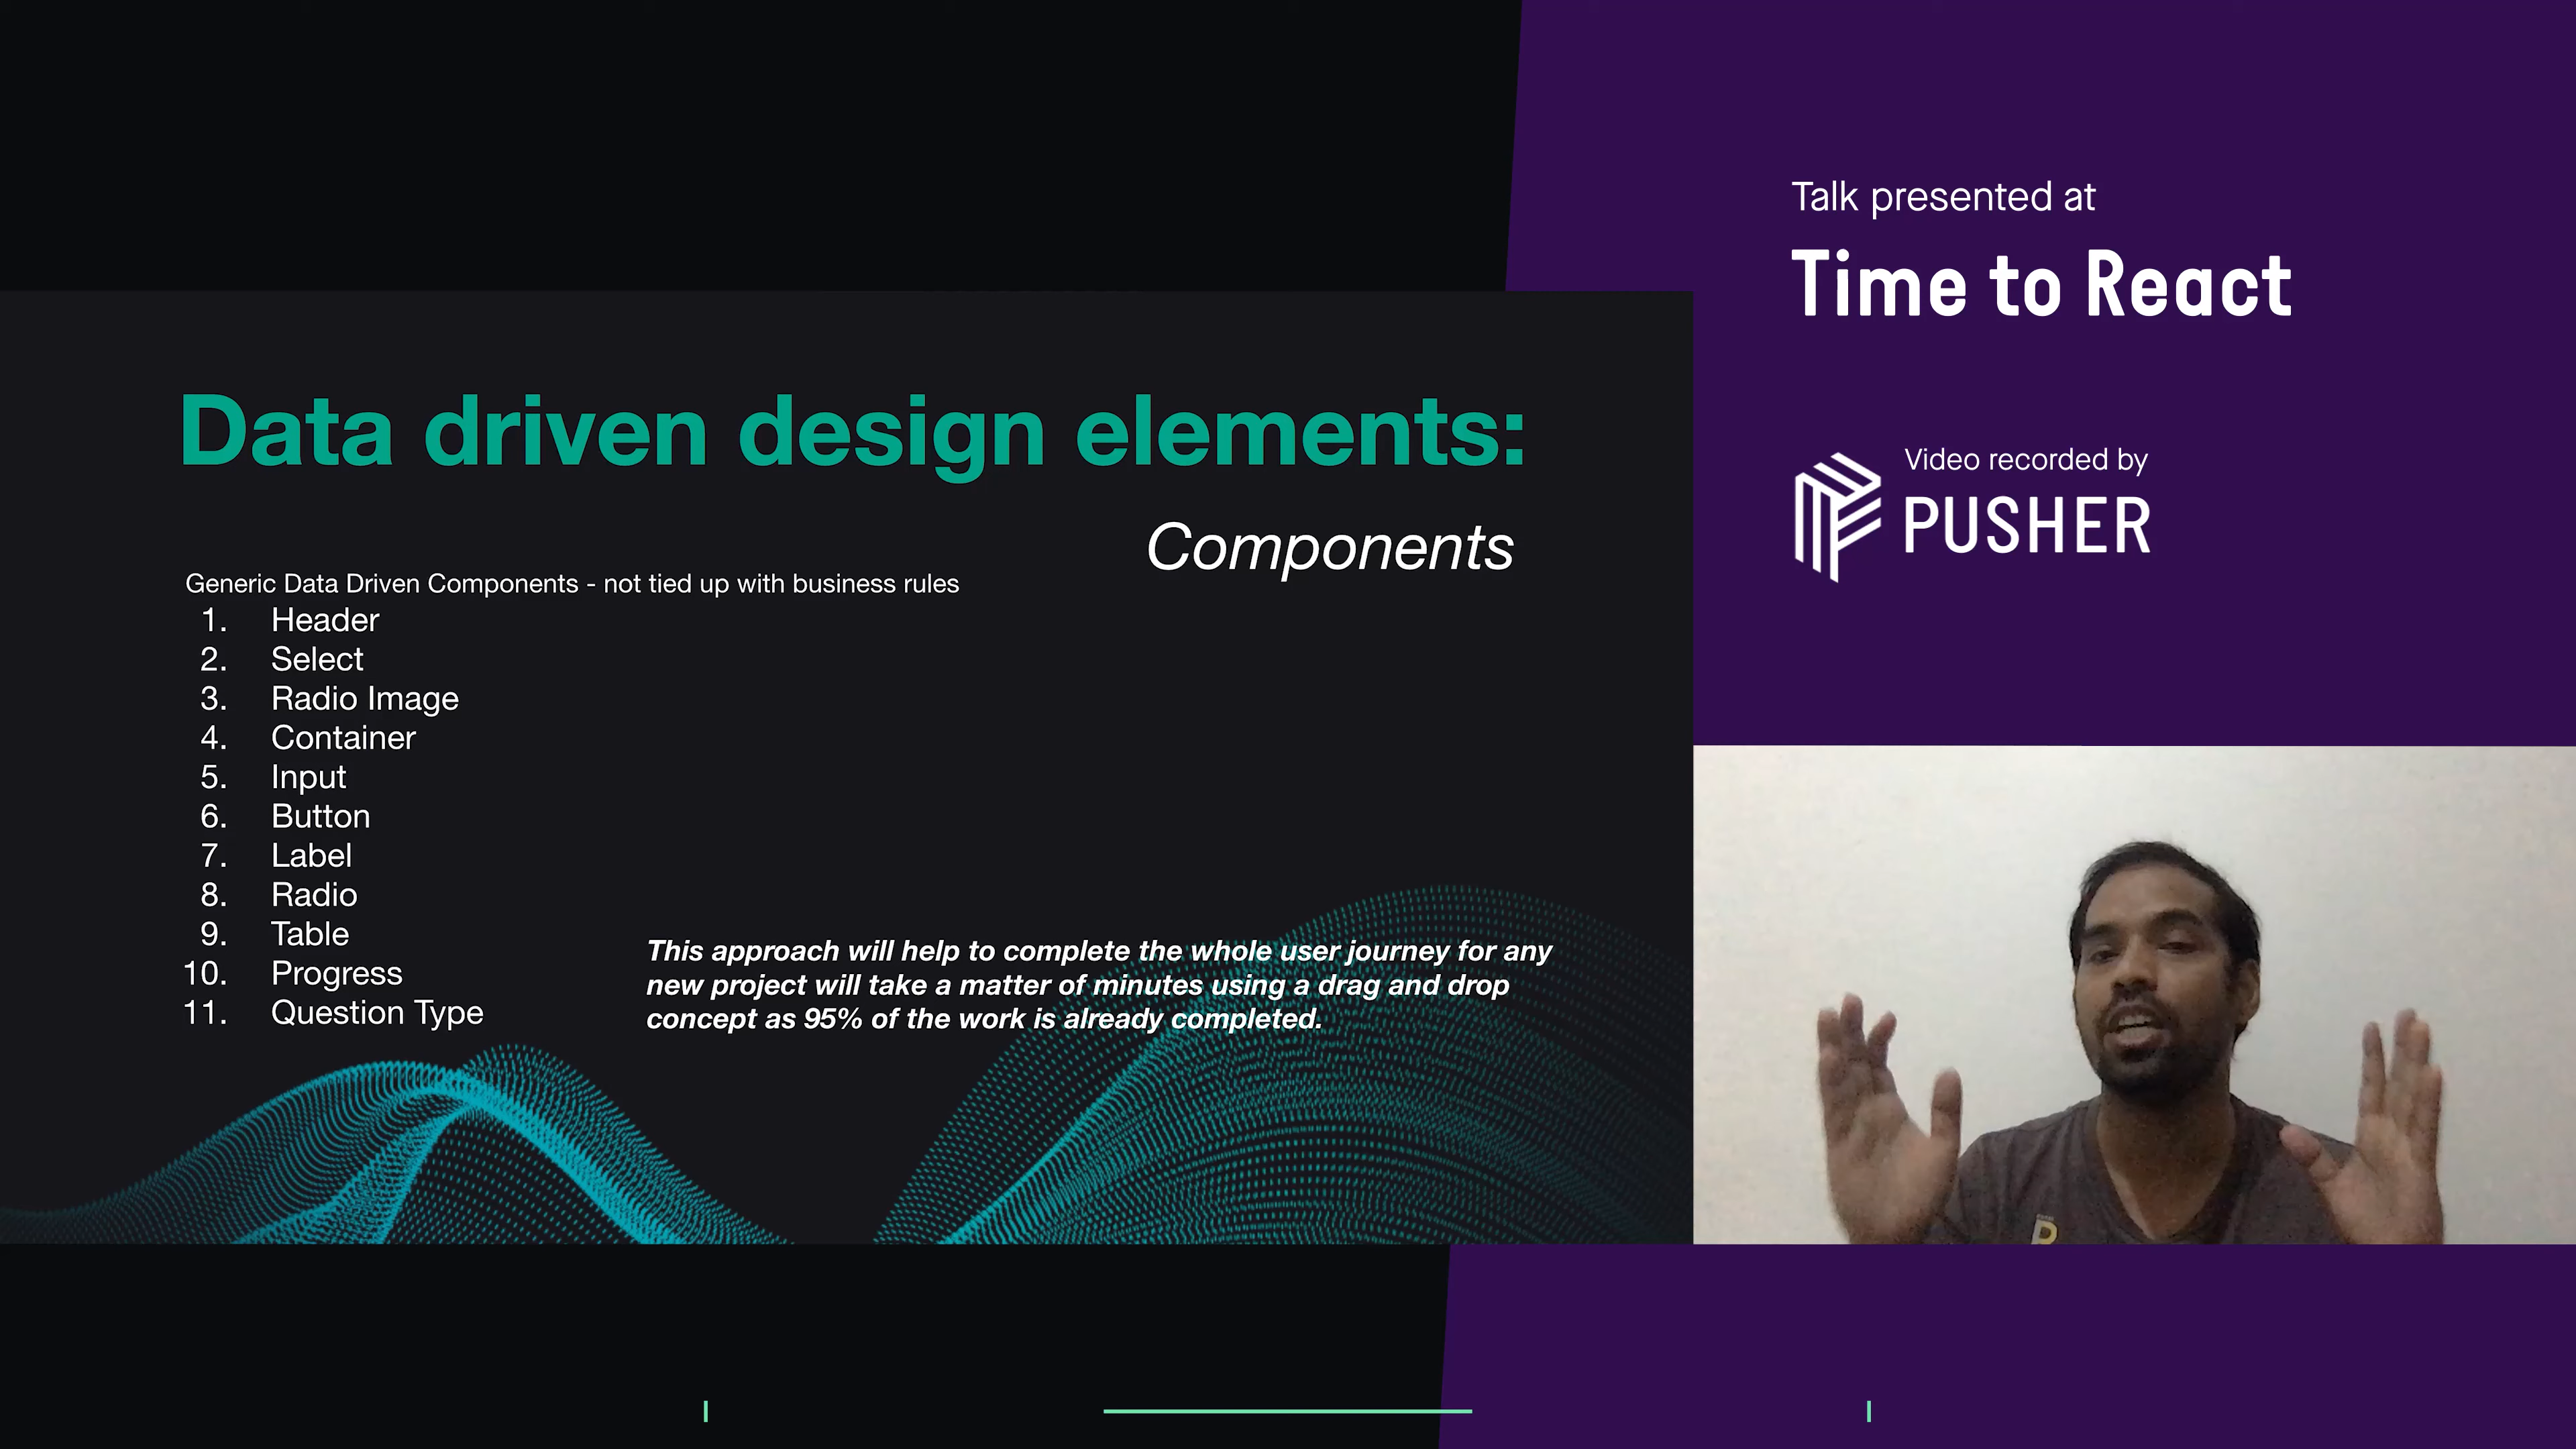 Talk presented at
Time to React
Video recorded by
PUSHER
Data driven design elements:
Components
Generic Data Driven Components - not tied up with business rules
1. Header
2. Select
3. Radio Image
4. Container
5. Input
6. Button
7. Label
8. Radio
9. Table
10. Progress
11. Question Type
This approach will help to complete the whole user journey for any
new project will take a matter of minutes using a drag and drop
concept as 95% of the work is already completed.